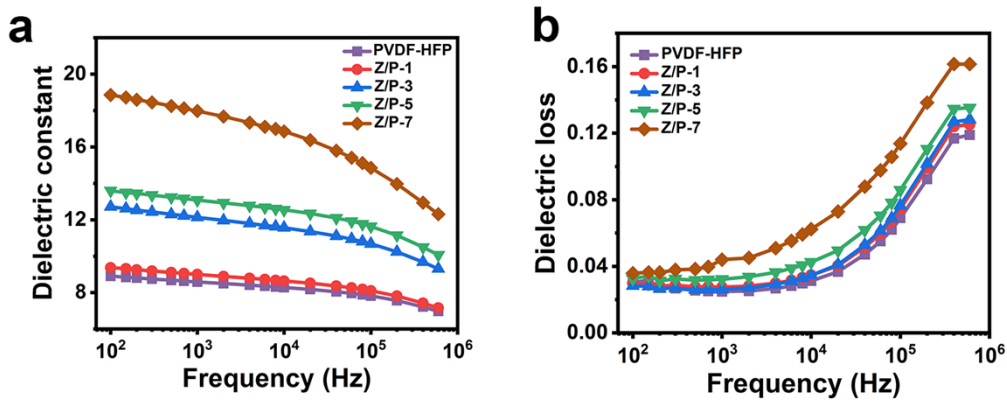 a
Dielectric constant
20
16
12
8
10²
10³
10⁴
10⁵
10⁶
Frequency (Hz)
PVDF-HFP
Z/P-1
Z/P-3
Z/P-5
Z/P-7
b
Dielectric loss
0.16
0.12
0.08
0.04
0.00
10²
10³
10⁴
10⁵
10⁶
Frequency (Hz)
PVDF-HFP
Z/P-1
Z/P-3
Z/P-5
Z/P-7